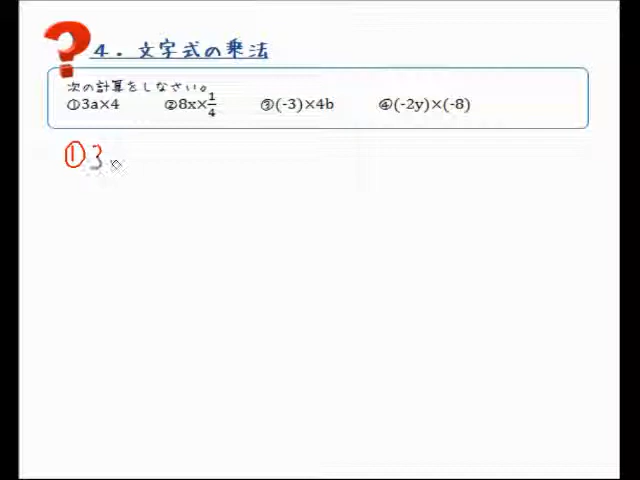 4．文字式の乗法
次の計算をしなさい。
①3a×4 ②8x×1/4 ③(-3)×4b ④(-2y)×(-8)
①3